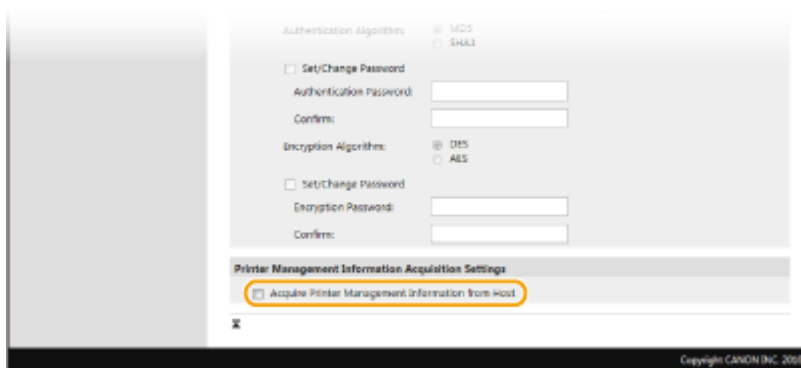 Authentication Algorithm:
MD5
SHA1
Set/Change Password
Authentication Password:
Confirm:
Encryption Algorithm:
DES
AES
Set/Change Password
Encryption Password:
Confirm:
Printer Management Information Acquisition Settings
Acquire Printer Management Information from Host
Copyright CANON INC. 2016